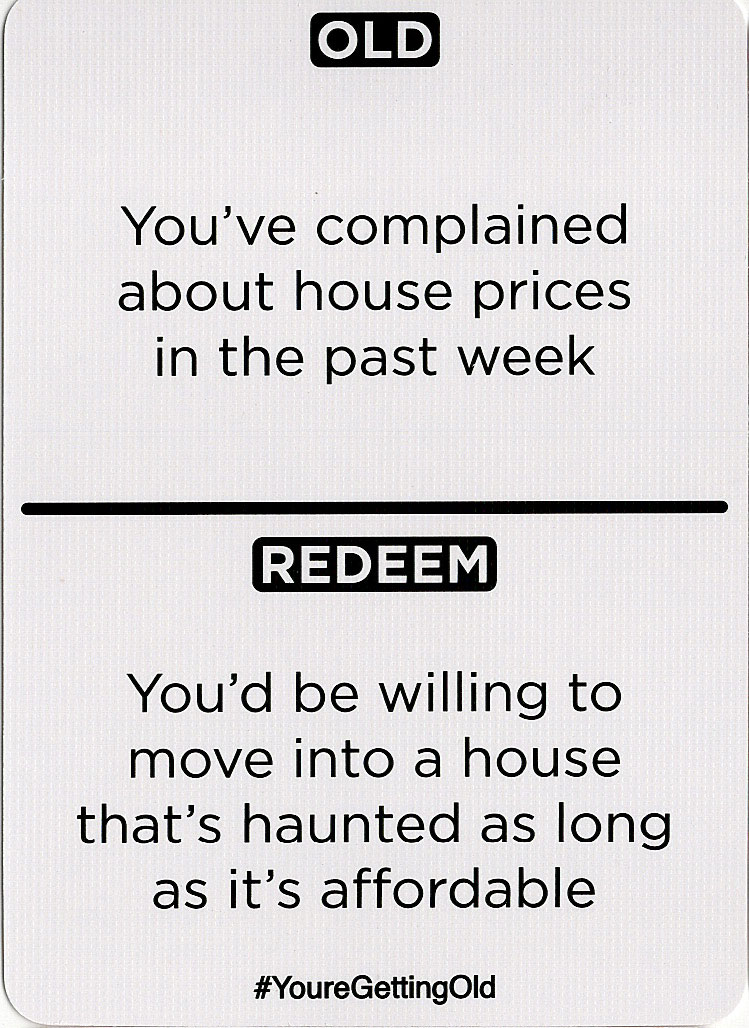 OLD
You’ve complained
about house prices
in the past week
REDEEM
You’d be willing to
move into a house
that’s haunted as long
as it’s affordable
#YoureGettingOld